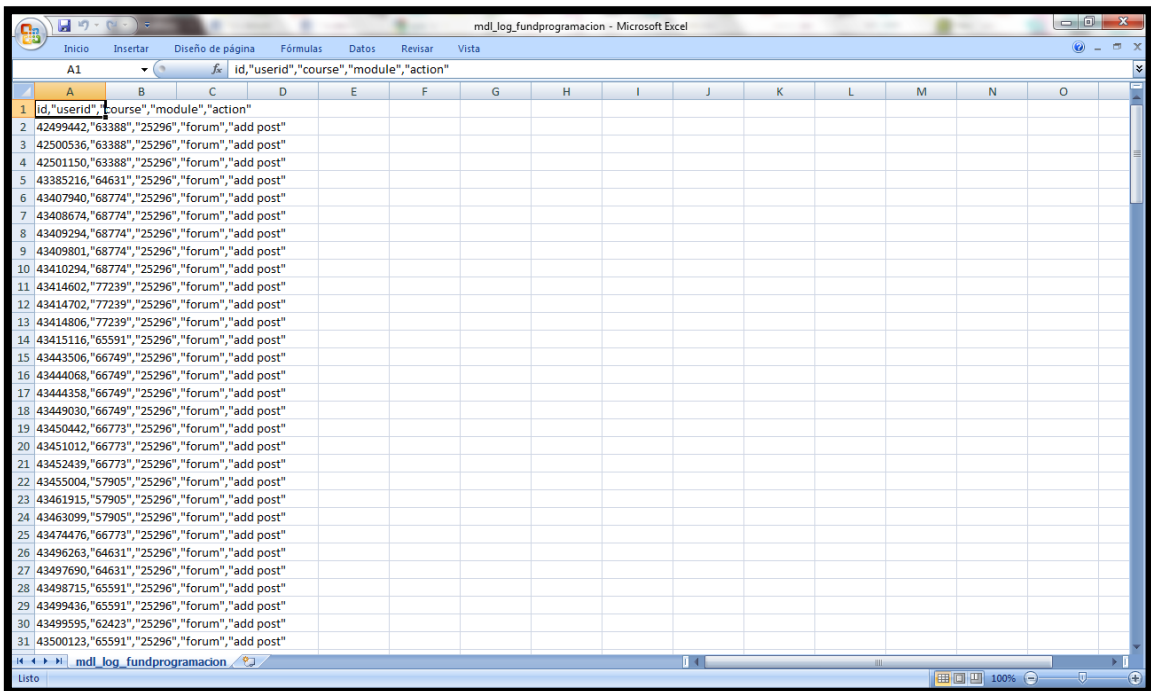 mdl_log_fundprogramacion - Microsoft Excel
Inicio Insertar Diseño de página Fórmulas Datos Revisar Vista
A1 fx id,"userid","course","module","action"
A B C D E F G H I J K L M N O
1 id,"userid","course","module","action"
2 42499442,"63388","25296","forum","add post"
3 42500536,"63388","25296","forum","add post"
4 42501150,"63388","25296","forum","add post"
5 43385216,"64631","25296","forum","add post"
6 43407940,"68774","25296","forum","add post"
7 43408674,"68774","25296","forum","add post"
8 43409294,"68774","25296","forum","add post"
9 43409801,"68774","25296","forum","add post"
10 43410294,"68774","25296","forum","add post"
11 43414602,"77239","25296","forum","add post"
12 43414702,"77239","25296","forum","add post"
13 43414806,"77239","25296","forum","add post"
14 43415116,"65591","25296","forum","add post"
15 43443506,"66749","25296","forum","add post"
16 43444068,"66749","25296","forum","add post"
17 43444358,"66749","25296","forum","add post"
18 43449030,"66749","25296","forum","add post"
19 43450442,"66773","25296","forum","add post"
20 43451012,"66773","25296","forum","add post"
21 43452439,"66773","25296","forum","add post"
22 43455004,"57905","25296","forum","add post"
23 43461915,"57905","25296","forum","add post"
24 43463099,"57905","25296","forum","add post"
25 43474476,"66773","25296","forum","add post"
26 43496263,"64631","25296","forum","add post"
27 43497690,"64631","25296","forum","add post"
28 43498715,"65591","25296","forum","add post"
29 43499436,"65591","25296","forum","add post"
30 43499595,"62423","25296","forum","add post"
31 43500123,"65591","25296","forum","add post"
mdl_log_fundprogramacion
Listo 100%